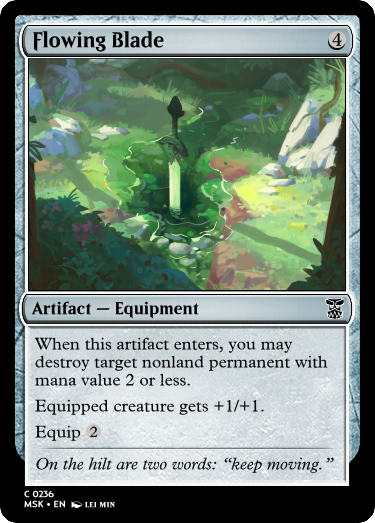 Flowing Blade 4
Artifact — Equipment
When this artifact enters, you may
destroy target nonland permanent with
mana value 2 or less.
Equipped creature gets +1/+1.
Equip 2
On the hilt are two words: “keep moving.”
C 0236
MSK • EN LEI MIN